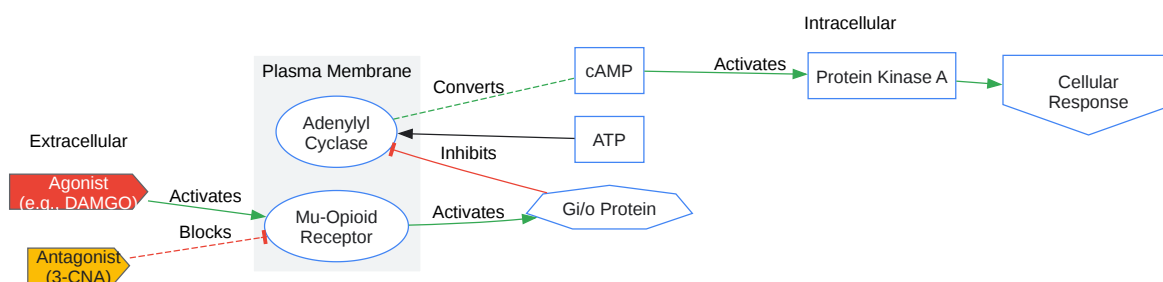 Intracellular
Plasma Membrane
cAMP
Activates
Protein Kinase A
Cellular
Response
Converts
Adenylyl
Cyclase
ATP
Extracellular
Inhibits
Agonist
(e.g., DAMGO)
Activates
Mu-Opioid
Receptor
Activates
Gi/o Protein
Blocks
Antagonist
(3-CNA)